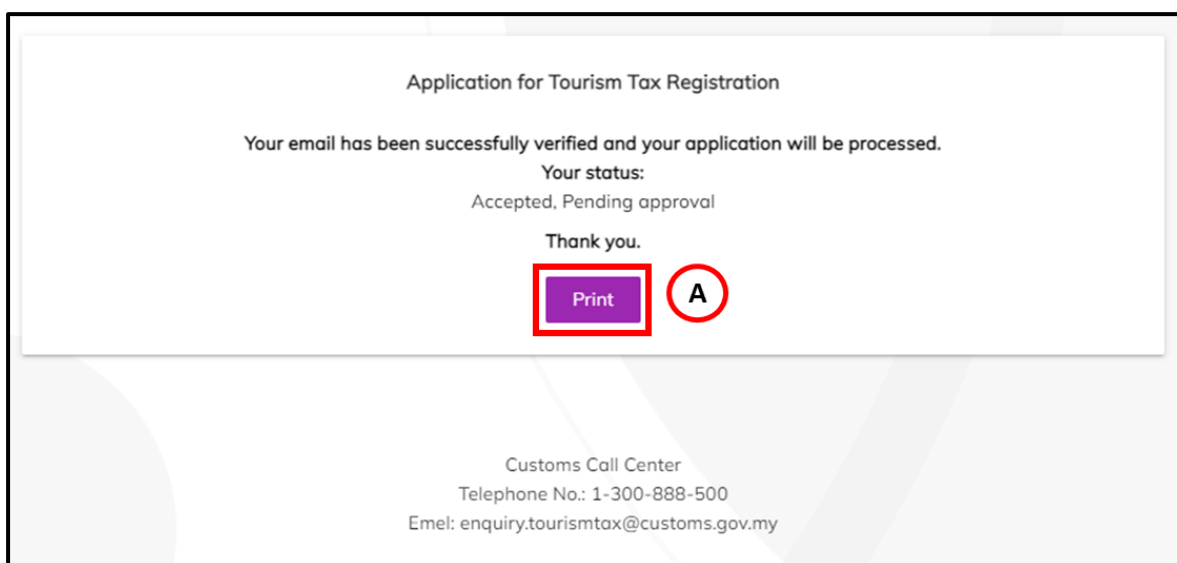 Application for Tourism Tax Registration
Your email has been successfully verified and your application will be processed.
Your status:
Accepted, Pending approval
Thank you.
Print
A
Customs Call Center
Telephone No.: 1-300-888-500
Emel: enquiry.tourismtax@customs.gov.my